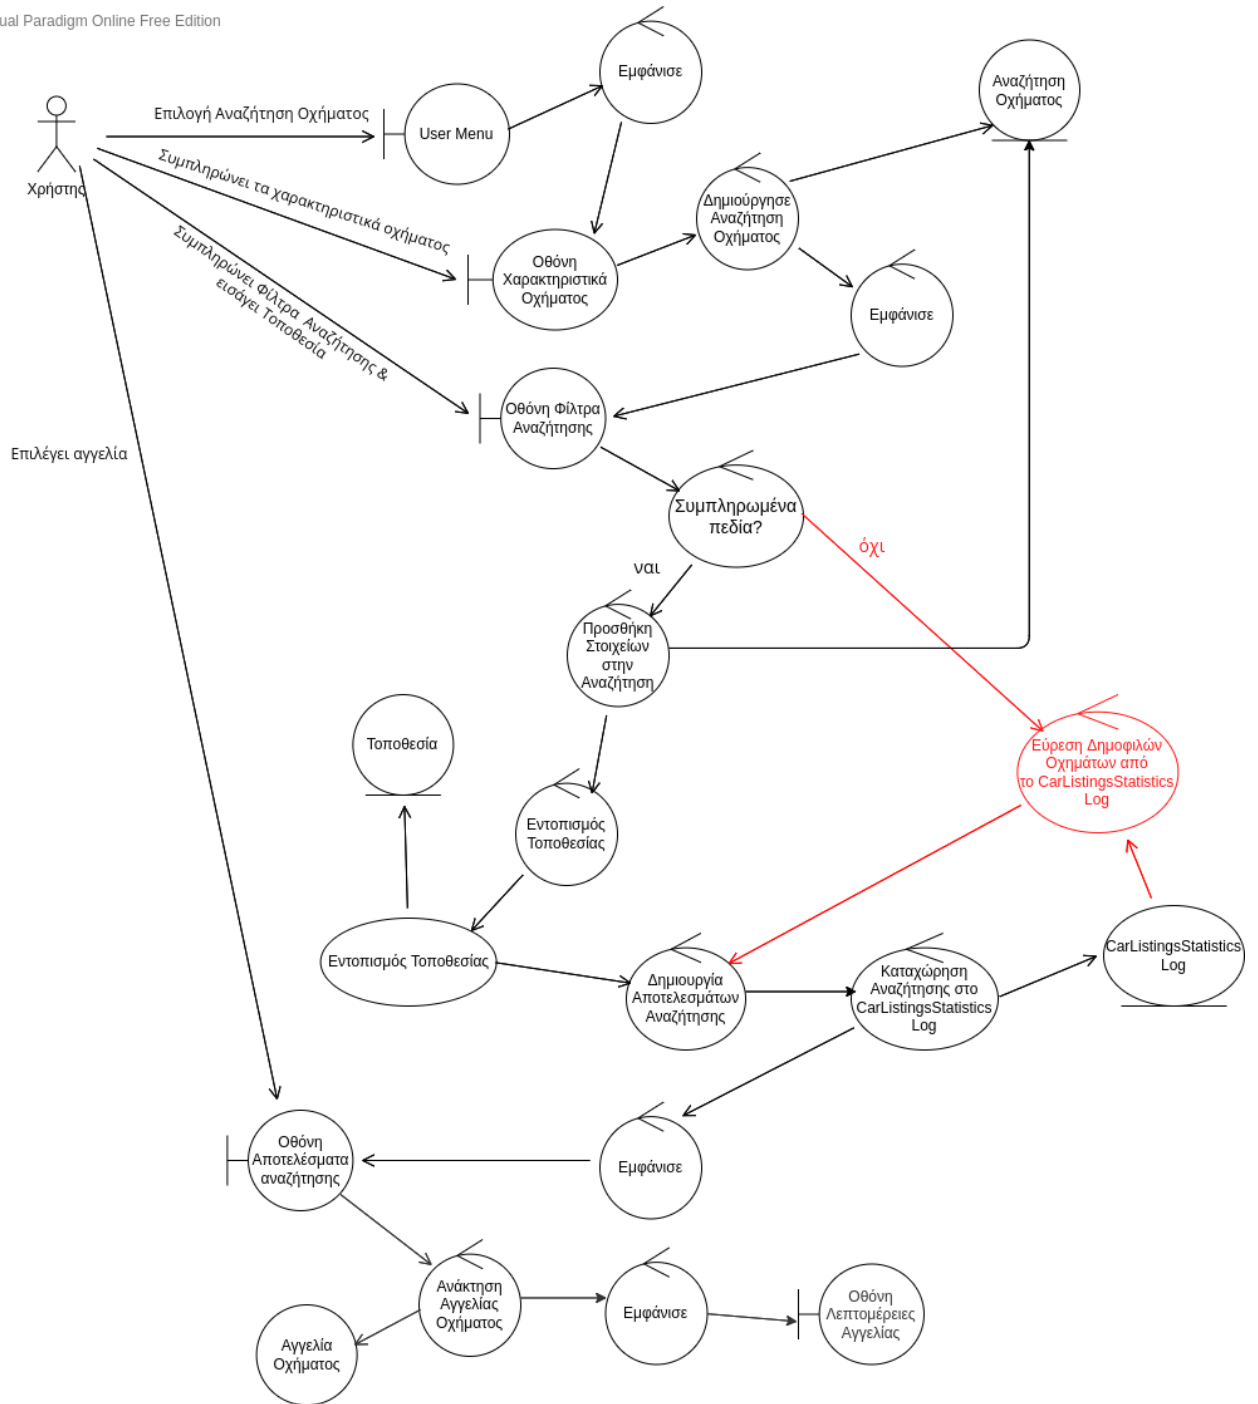 ual Paradigm Online Free Edition
Εμφάνισε
Αναζήτηση
Οχήματος
Επιλογή Αναζήτηση Οχήματος
User Menu
Χρήστης
Συμπληρώνει τα χαρακτηριστικά οχήματος
Δημιούργησε
Αναζήτηση
Οχήματος
Οθόνη
Χαρακτηριστικά
Οχήματος
Συμπληρώνει Φίλτρα Αναζήτησης &
εισάγει Τοποθεσία
Εμφάνισε
Οθόνη Φίλτρα
Αναζήτησης
Επιλέγει αγγελία
Συμπληρωμένα
πεδία?
όχι
ναι
Προσθήκη
Στοιχείων
στην
Αναζήτηση
Τοποθεσία
Εύρεση Δημοφιλών
Οχημάτων από
το CarListingsStatistics
Log
Εντοπισμός
Τοποθεσίας
Εντοπισμός Τοποθεσίας
Δημιουργία
Αποτελεσμάτων
Αναζήτησης
Καταχώρηση
Αναζήτησης στο
CarListingsStatistics
Log
CarListingsStatistics
Log
Οθόνη
Αποτελέσματα
αναζήτησης
Εμφάνισε
Ανάκτηση
Αγγελίας
Οχήματος
Εμφάνισε
Οθόνη
Λεπτομέρειες
Αγγελίας
Αγγελία
Οχήματος